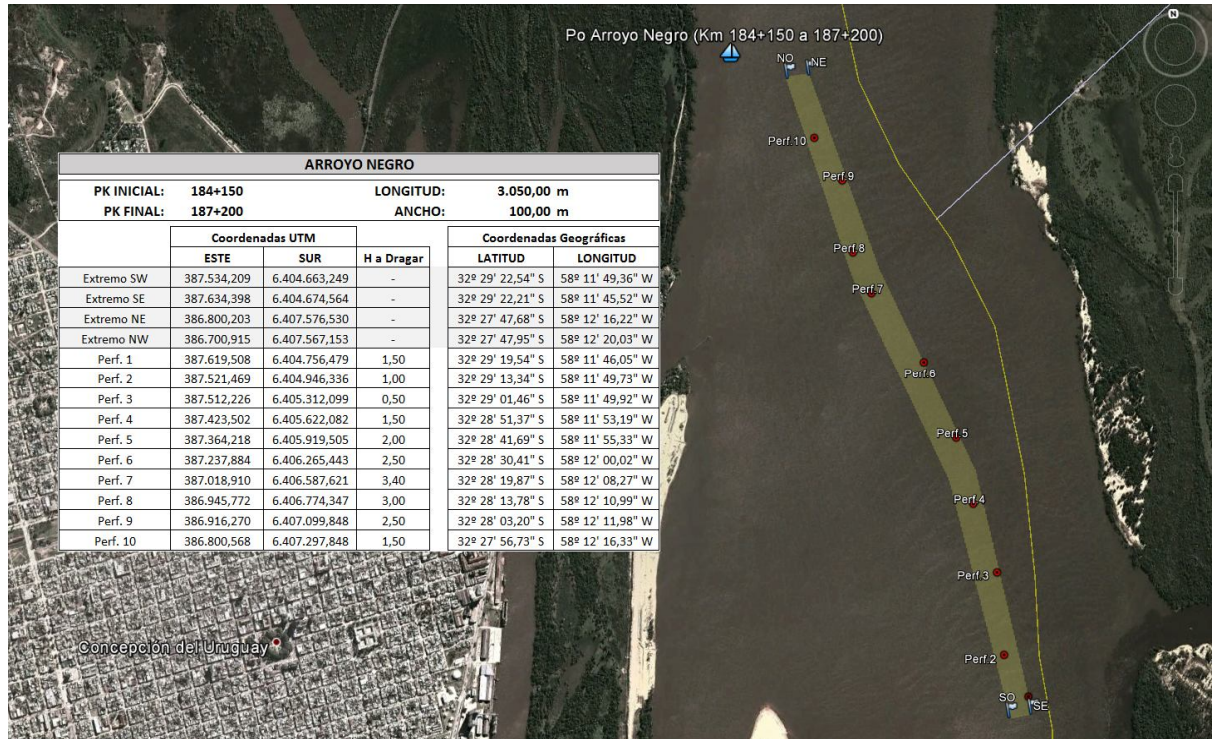 Po Arroyo Negro (Km 184+150 a 187+200)
NO NE
Perf.10
Perf.9
Perf.8
Perf.7
Perf.6
Perf.5
Perf.4
Perf.3
Perf.2
SO SE
ARROYO NEGRO
PK INICIAL: 184+150 LONGITUD: 3.050,00 m
PK FINAL: 187+200 ANCHO: 100,00 m
Coordenadas UTM Coordenadas Geográficas
ESTE SUR H a Dragar LATITUD LONGITUD
Extremo SW 387.534,209 6.404.663,249 - 32º 29' 22,54" S 58º 11' 49,36" W
Extremo SE 387.634,398 6.404.674,564 - 32º 29' 22,21" S 58º 11' 45,52" W
Extremo NE 386.800,203 6.407.576,530 - 32º 27' 47,68" S 58º 12' 16,22" W
Extremo NW 386.700,915 6.407.567,153 - 32º 27' 47,95" S 58º 12' 20,03" W
Perf. 1 387.619,508 6.404.756,479 1,50 32º 29' 19,54" S 58º 11' 46,05" W
Perf. 2 387.521,469 6.404.946,336 1,00 32º 29' 13,34" S 58º 11' 49,73" W
Perf. 3 387.512,226 6.405.312,099 0,50 32º 29' 01,46" S 58º 11' 49,92" W
Perf. 4 387.423,502 6.405.622,082 1,50 32º 28' 51,37" S 58º 11' 53,19" W
Perf. 5 387.364,218 6.405.919,505 2,00 32º 28' 41,69" S 58º 11' 55,33" W
Perf. 6 387.237,884 6.406.265,443 2,50 32º 28' 30,41" S 58º 12' 00,02" W
Perf. 7 387.018,910 6.406.587,621 3,40 32º 28' 19,87" S 58º 12' 08,27" W
Perf. 8 386.945,772 6.406.774,347 3,00 32º 28' 13,78" S 58º 12' 10,99" W
Perf. 9 386.916,270 6.407.099,848 2,50 32º 28' 03,20" S 58º 12' 11,98" W
Perf. 10 386.800,568 6.407.297,848 1,50 32º 27' 56,73" S 58º 12' 16,33" W
Concepción del Uruguay
N